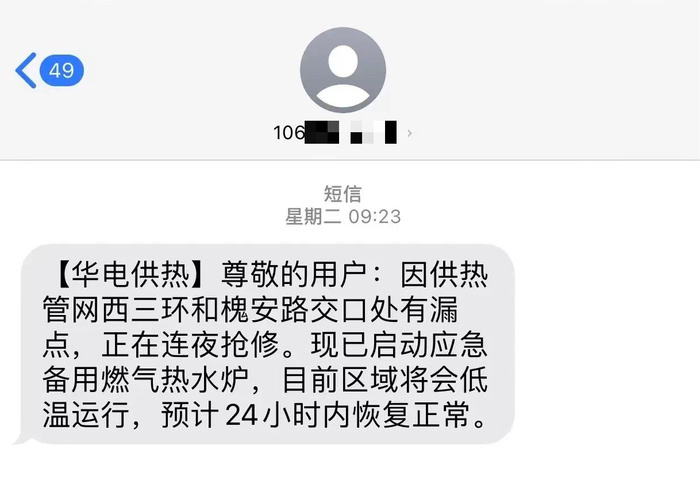 49
106
短信
星期二 09:23
【华电供热】尊敬的用户：因供热
管网西三环和槐安路交口处有漏
点，正在连夜抢修。现已启动应急
备用燃气热水炉，目前区域将会低
温运行，预计24小时内恢复正常。